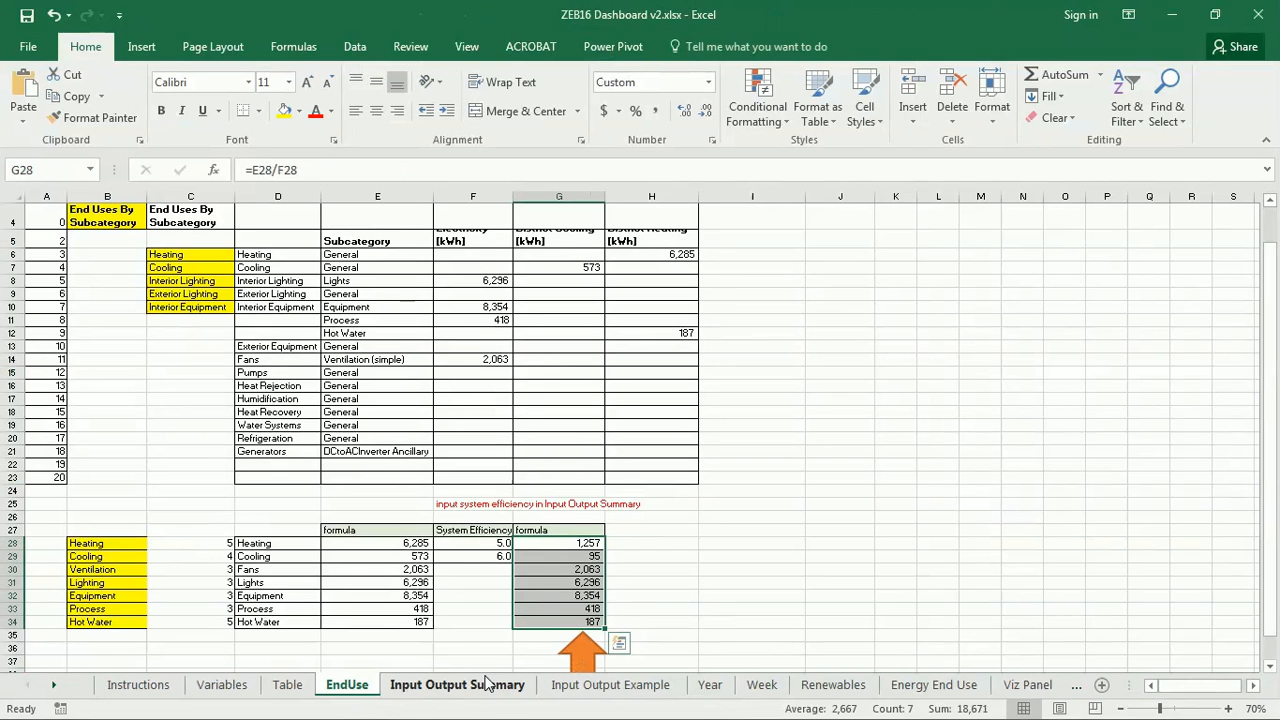 ZEB16 Dashboard v2.xlsx - Excel
Sign in
File Home Insert Page Layout Formulas Data Review View ACROBAT Power Pivot Tell me what you want to do Share
Paste Cut Copy Format Painter
Calibri 11 B I U
Wrap Text Merge & Center
Custom $ % ,
Conditional Formatting Format as Table Cell Styles
Insert Delete Format
AutoSum Fill Clear Sort & Filter Find & Select
Clipboard Font Alignment Number Styles Cells Editing
G28 fx =E28/F28
A B C D E F G H I J K L M N O P Q R S
4 0 End Uses By Subcategory End Uses By Subcategory
5 2 Subcategory Electricity [kWh] District Cooling [kWh] District Heating [kWh]
6 3 Heating Heating General 6,285
7 4 Cooling Cooling General 573
8 5 Interior Lighting Interior Lighting Lights 6,296
9 6 Exterior Lighting Exterior Lighting General
10 7 Interior Equipment Interior Equipment Equipment 8,354
11 8 Process 418
12 9 Hot Water 187
13 10 Exterior Equipment General
14 11 Fans Ventilation (simple) 2,063
15 12 Pumps General
16 13 Heat Rejection General
17 14 Humidification General
18 15 Heat Recovery General
19 16 Water Systems General
20 17 Refrigeration General
21 18 Generators DCtoACInverter Ancillary
22 19
23 20
24
25 input system efficiency in Input Output Summary
26
27 formula System Efficiency formula
28 Heating 5 Heating 6,285 5.0 1,257
29 Cooling 4 Cooling 573 6.0 95
30 Ventilation 3 Fans 2,063 2,063
31 Lighting 3 Lights 6,296 6,296
32 Equipment 3 Equipment 8,354 8,354
33 Process 3 Process 418 418
34 Hot Water 5 Hot Water 187 187
35
36
37
Instructions Variables Table EndUse Input Output Summary Input Output Example Year Week Renewables Energy End Use Viz Panel ...
Ready Average: 2,667 Count: 7 Sum: 18,671 70%